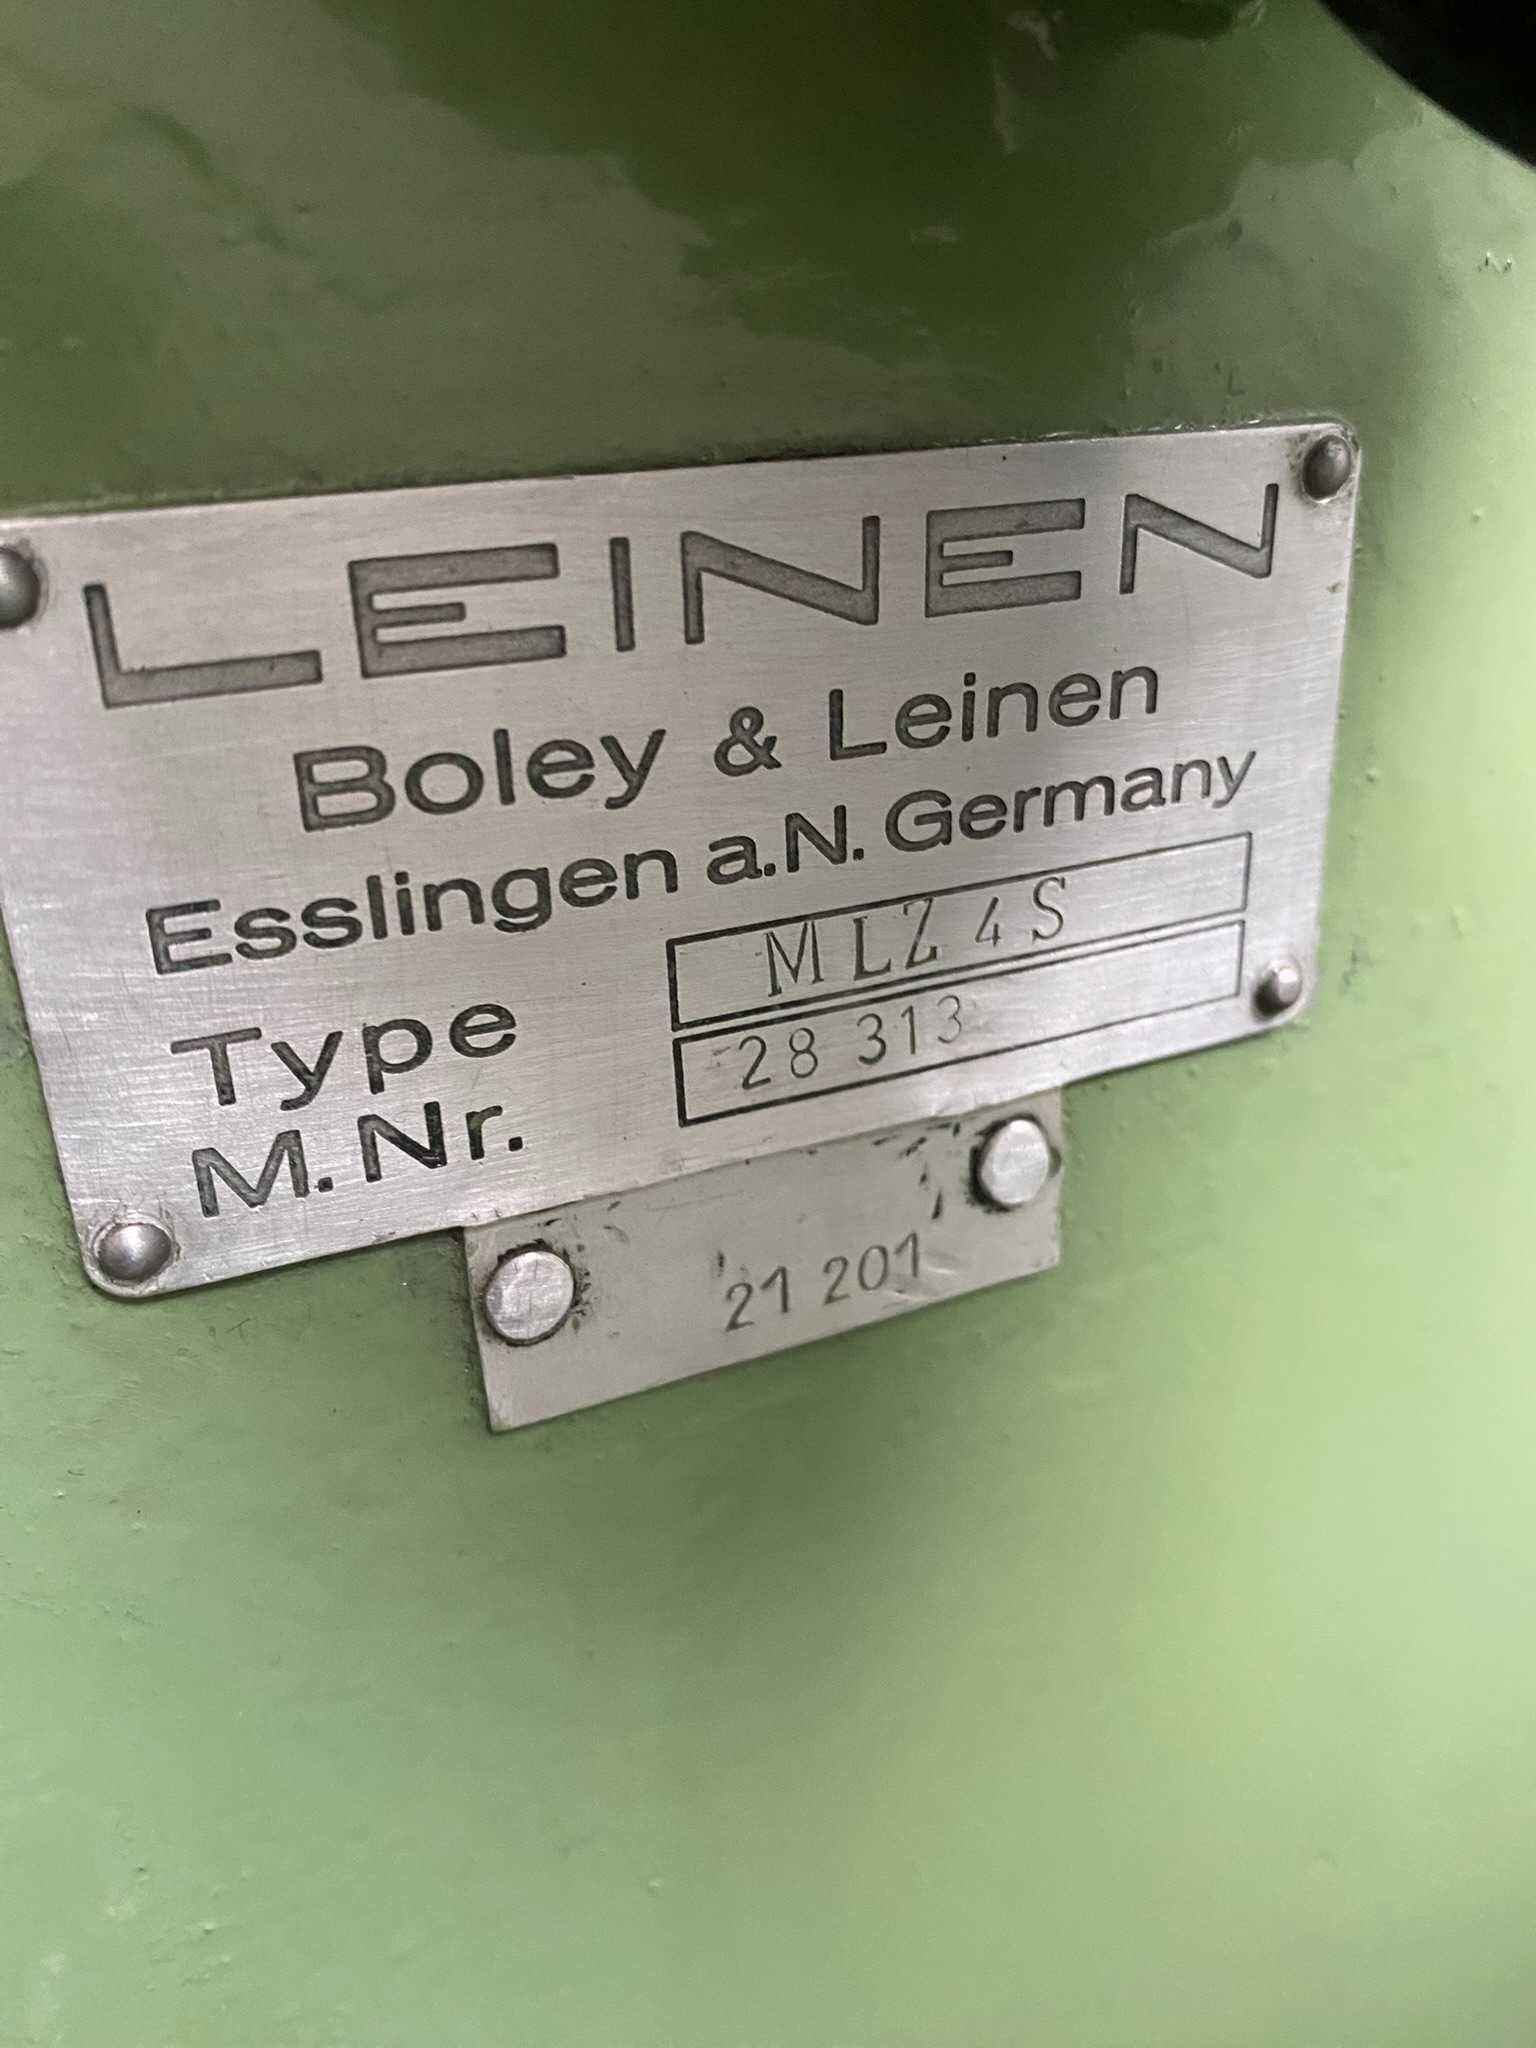 LEINEN
Boley & Leinen
Esslingen a.N. Germany
Type MLZ 4 S
M.Nr. 28 313
21 201